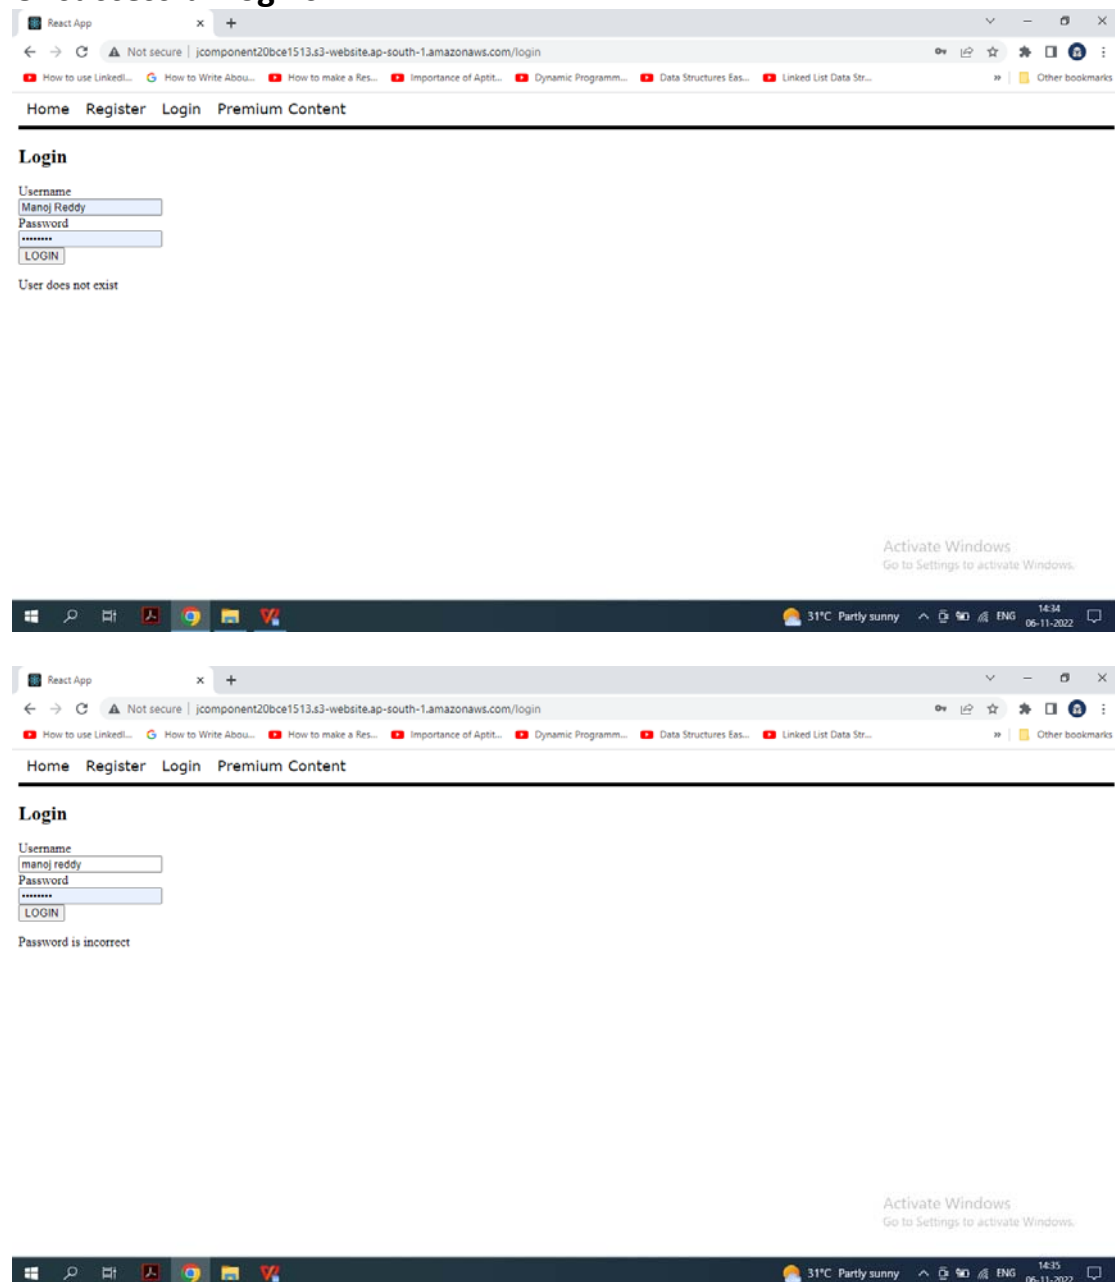 React App
Not secure | jcomponent20bce1513.s3-website.ap-south-1.amazonaws.com/login
How to use LinkedI... How to Write Abou... How to make a Res... Importance of Aptit... Dynamic Programm... Data Structures Eas... Linked List Data Str... » Other bookmarks
Home Register Login Premium Content
Login
Username
Manoj Reddy
Password
LOGIN
User does not exist
Activate Windows
Go to Settings to activate Windows.
31°C Partly sunny ENG 14:34
06-11-2022
React App
Not secure | jcomponent20bce1513.s3-website.ap-south-1.amazonaws.com/login
How to use LinkedI... How to Write Abou... How to make a Res... Importance of Aptit... Dynamic Programm... Data Structures Eas... Linked List Data Str... » Other bookmarks
Home Register Login Premium Content
Login
Username
manoj reddy
Password
LOGIN
Password is incorrect
Activate Windows
Go to Settings to activate Windows.
31°C Partly sunny ENG 14:35
06-11-2022